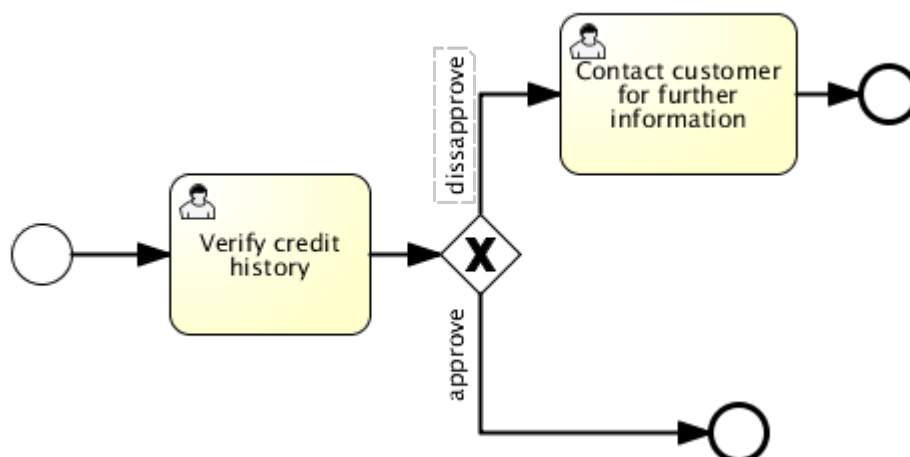 Verify credit
history
dissapprove
approve
Contact customer
for further
information